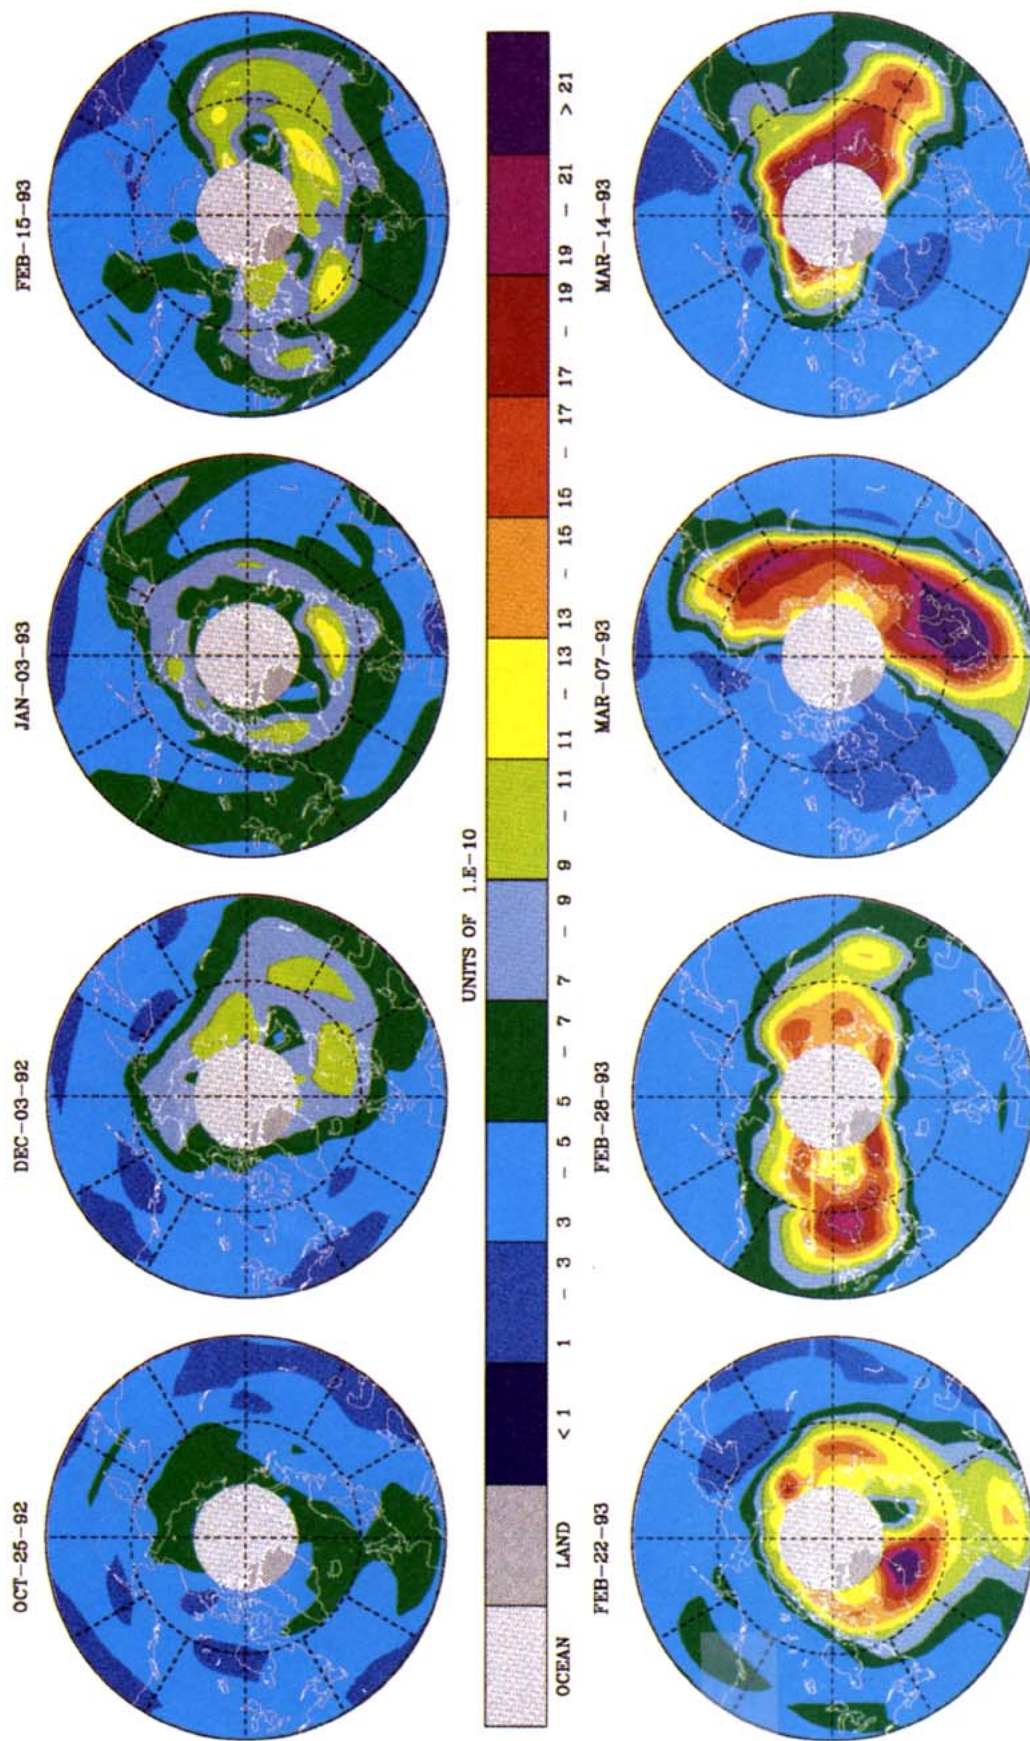 OCT-25-92
DEC-03-92
JAN-03-93
FEB-15-93
UNITS OF 1.E-10
OCEAN LAND < 1 1 - 3 3 - 5 5 - 7 7 - 9 9 - 11 11 - 13 13 - 15 15 - 17 17 - 19 19 - 21 > 21
FEB-22-93
FEB-28-93
MAR-07-93
MAR-14-93